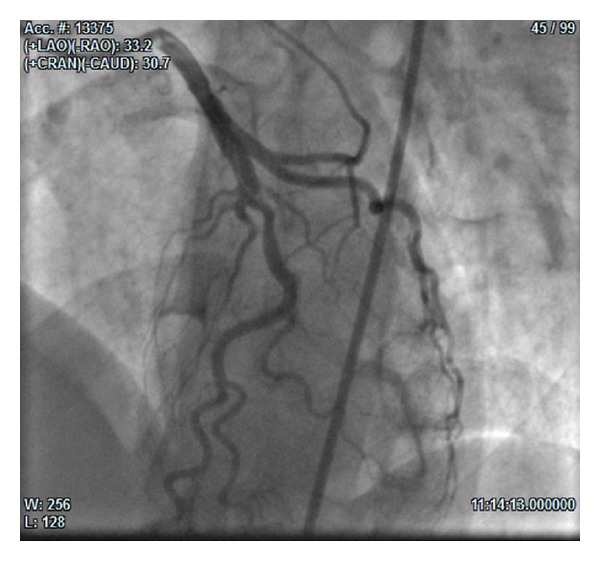 Acc. #: 13375
45 / 99
(+LAO)(-RAO): 33.2
(+CRAN)(-CAUD): 30.7
W: 256
L: 128
11:14:13.000000